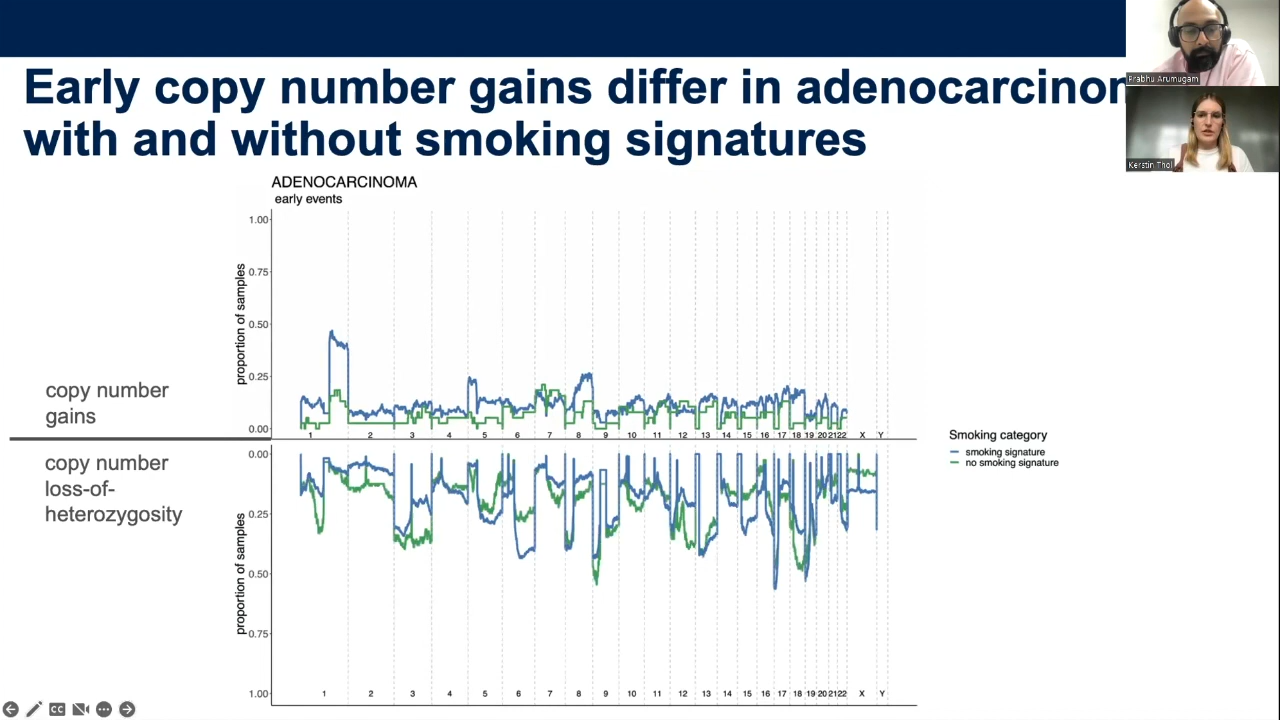 Early copy number gains differ in adenocarcinom
with and without smoking signatures
Prabhu Arumugam
Kerstin Thol
ADENOCARCINOMA
early events
proportion of samples
1.00
0.75
0.50
0.25
0.00
copy number
gains
1 2 3 4 5 6 7 8 9 10 11 12 13 14 15 16 17 18 19 20 21 22 X Y
Smoking category
smoking signature
no smoking signature
copy number
loss-of-
heterozygosity
proportion of samples
0.00
0.25
0.50
0.75
1.00
1 2 3 4 5 6 7 8 9 10 11 12 13 14 15 16 17 18 19 20 21 22 X Y
CC